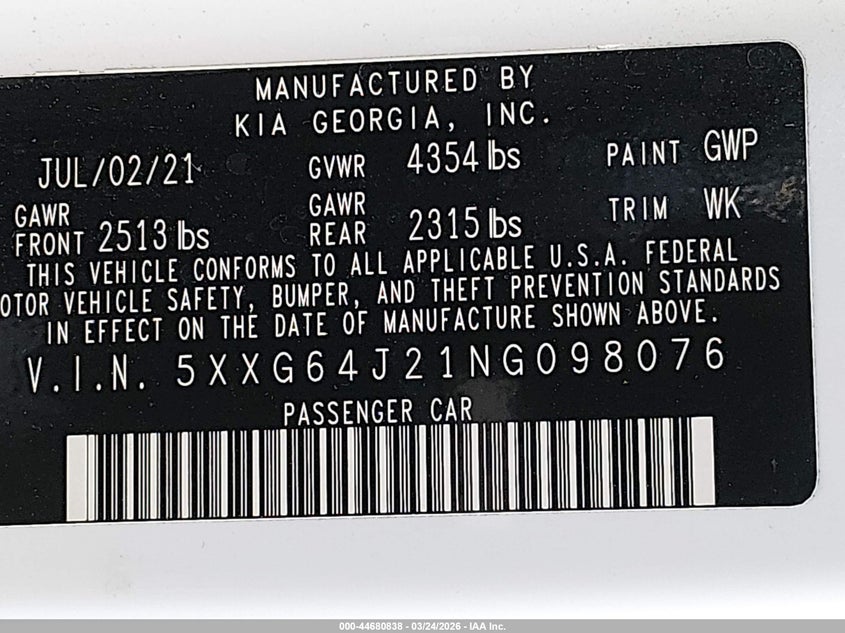 MANUFACTURED BY
KIA GEORGIA, INC.
JUL/02/21 GVWR 4354 lbs PAINT GWP
GAWR FRONT 2513 lbs GAWR REAR 2315 lbs TRIM WK
THIS VEHICLE CONFORMS TO ALL APPLICABLE U.S.A. FEDERAL
OTOR VEHICLE SAFETY, BUMPER, AND THEFT PREVENTION STANDARDS
IN EFFECT ON THE DATE OF MANUFACTURE SHOWN ABOVE.
V.I.N. 5XXG64J21NG098076
PASSENGER CAR
000-44680838 - 03/24/2026 - IAA Inc.